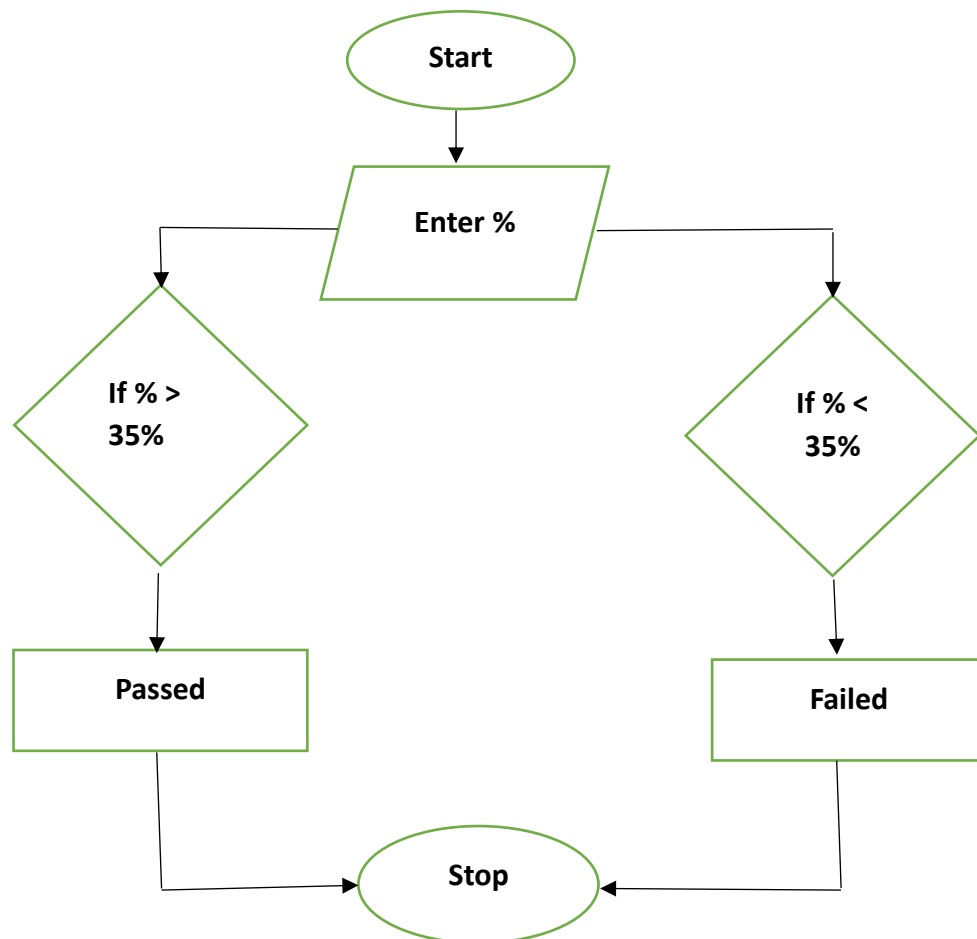 Start
Enter %
If % >
35%
If % <
35%
Passed
Failed
Stop